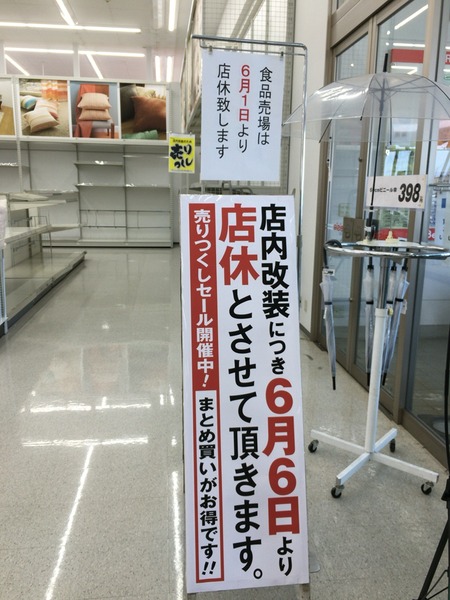 食品売場は
6月1日より
店休致します
売り
つくし
398
店内改装につき6月6日より
店休とさせて頂きます。
売りつくしセール開催中!まとめ買いがお得です!!